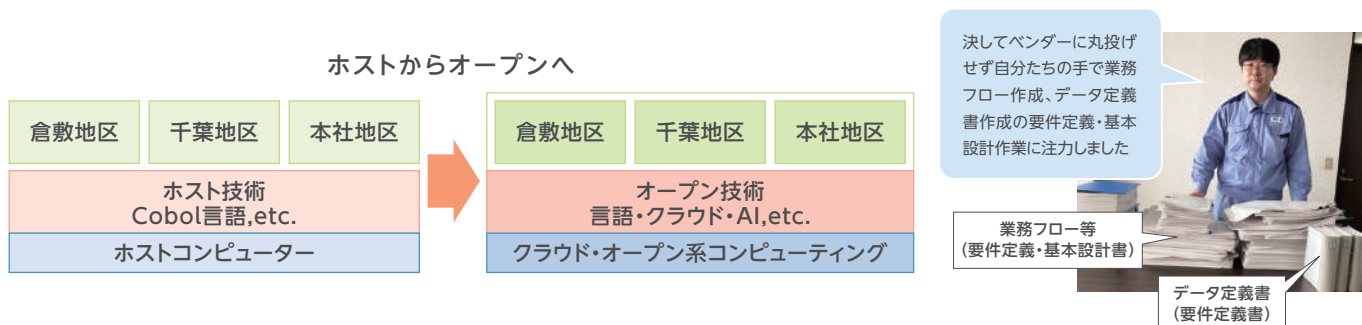 ホストからオープンへ
倉敷地区
千葉地区
本社地区
ホスト技術
Cobol言語,etc.
ホストコンピューター
倉敷地区
千葉地区
本社地区
オープン技術
言語・クラウド・AI,etc.
クラウド・オープン系コンピューティング
決してベンダーに丸投げ
せず自分たちの手で業務
フロー作成、データ定義
書作成の要件定義・基本
設計作業に注力しました
業務フロー等
(要件定義・基本設計書)
データ定義書
(要件定義書)